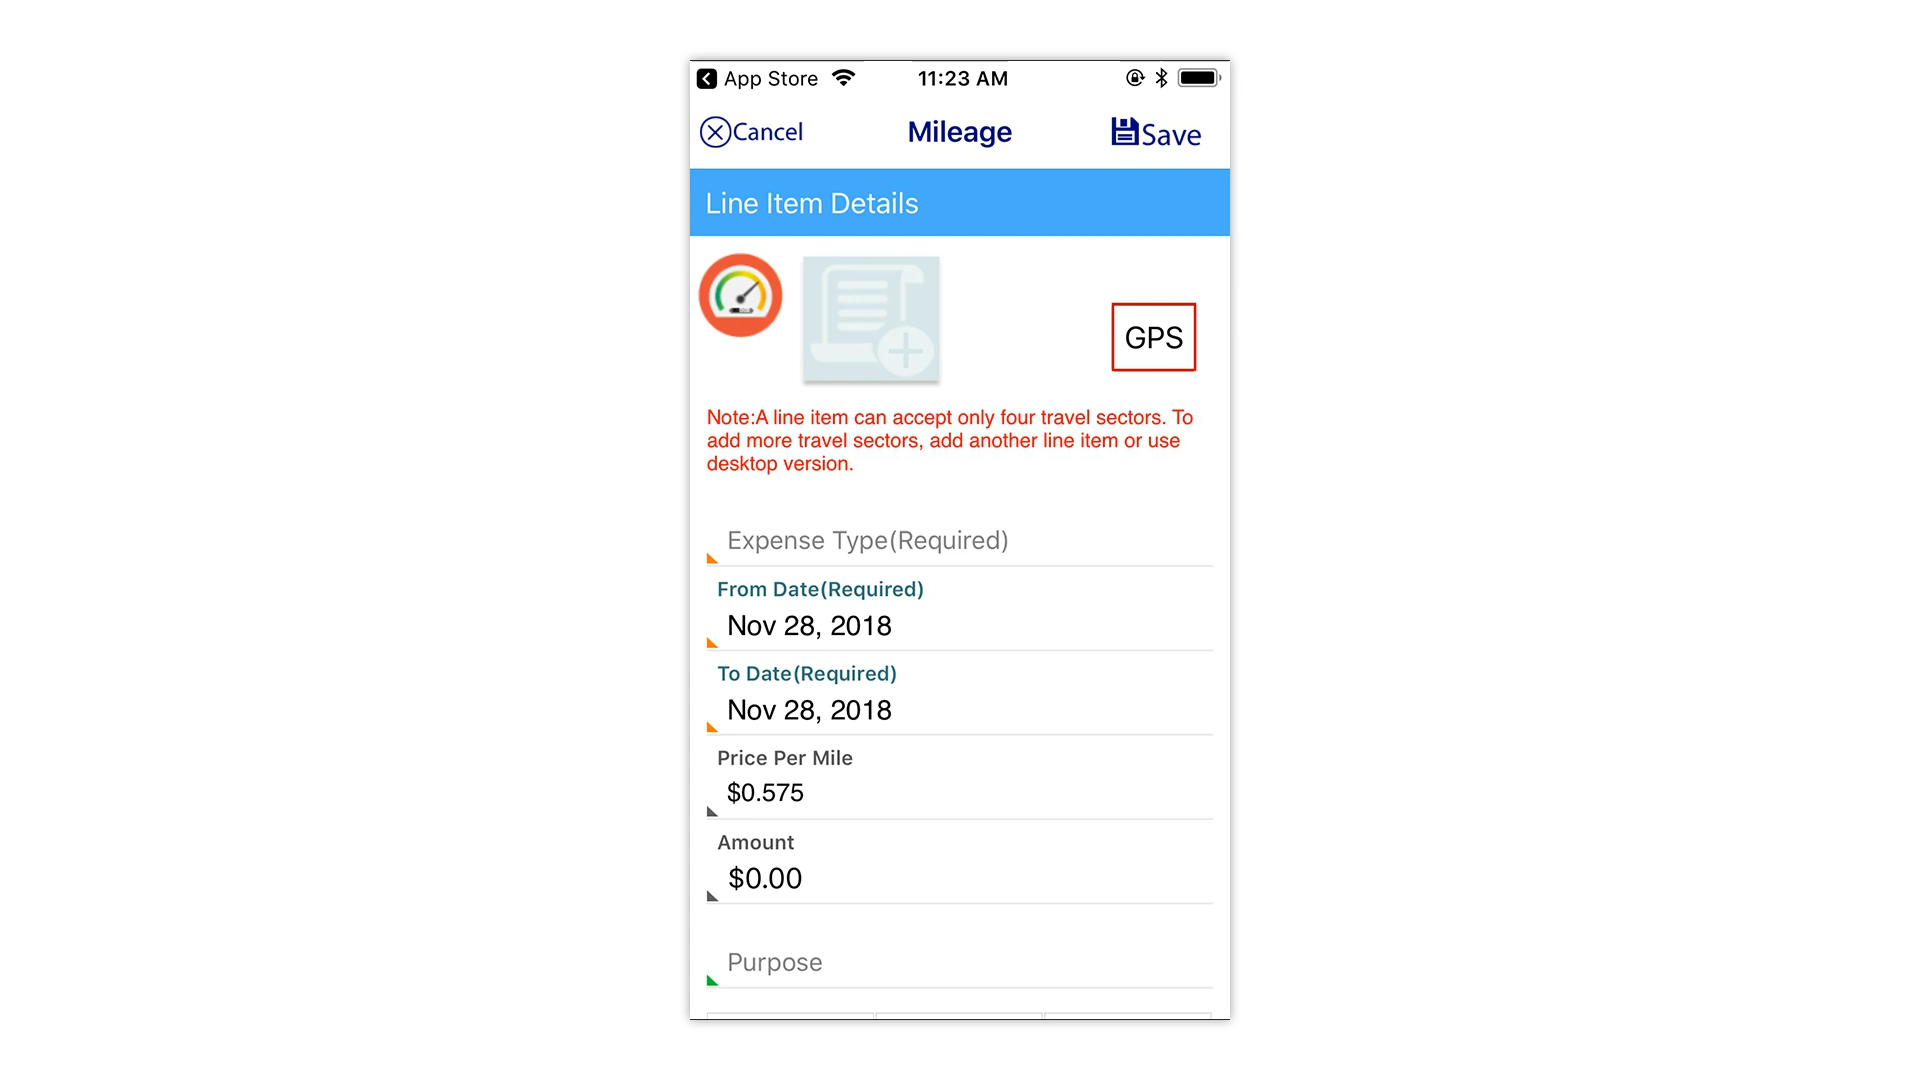 App Store 11:23 AM
Cancel Mileage Save
Line Item Details
GPS
Note:A line item can accept only four travel sectors. To
add more travel sectors, add another line item or use
desktop version.
Expense Type(Required)
From Date(Required)
Nov 28, 2018
To Date(Required)
Nov 28, 2018
Price Per Mile
$0.575
Amount
$0.00
Purpose